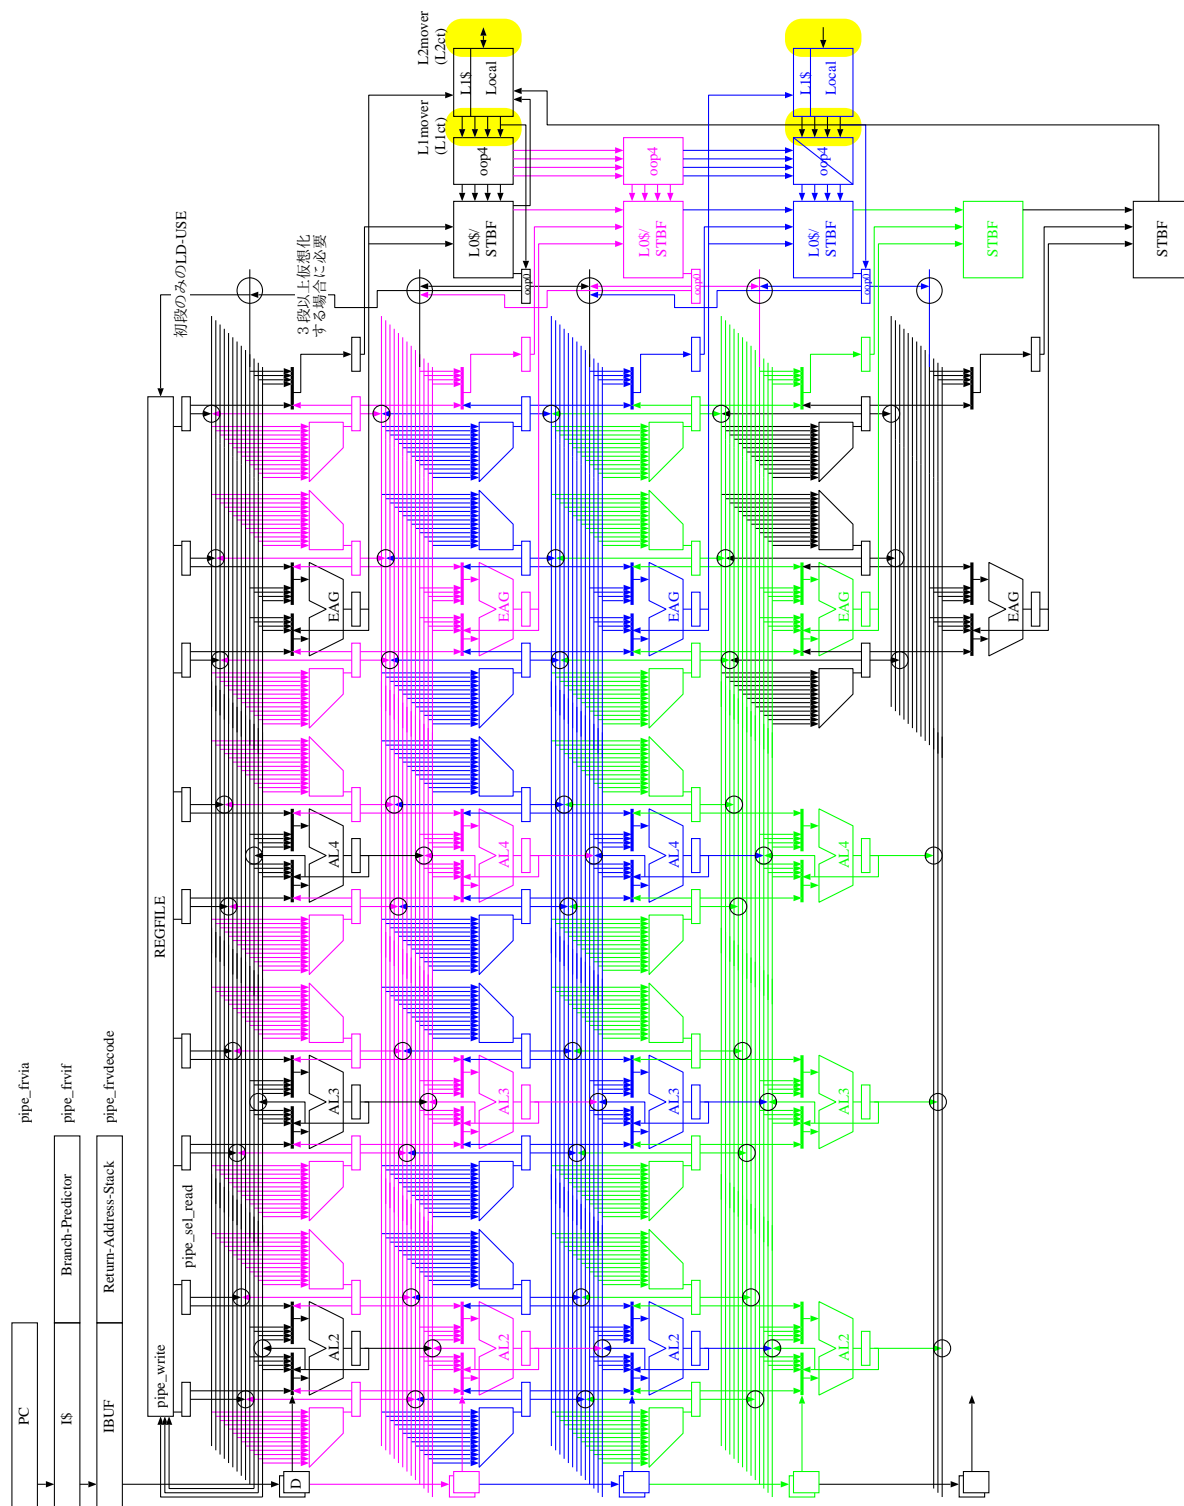 PC
pipe_frvia
I$
Branch-Predictor
pipe_frvif
IBUF
Return-Address-Stack
pipe_frvdecode
pipe_write
REGFILE
pipe_sel_read
初段のみのLD-USE
D
３段以上仮想化
する場合に必要
AL2
AL3
AL4
EAG
L1mover
(L1ct)
L2mover
(L2ct)
L0$/
STBF
oop4
L1$
Local
AL2
AL3
AL4
EAG
oop0
L0$/
STBF
oop4
AL2
AL3
AL4
EAG
oop0
L0$/
STBF
oop4
L1$
Local
AL2
AL3
AL4
EAG
oop0
STBF
EAG
STBF